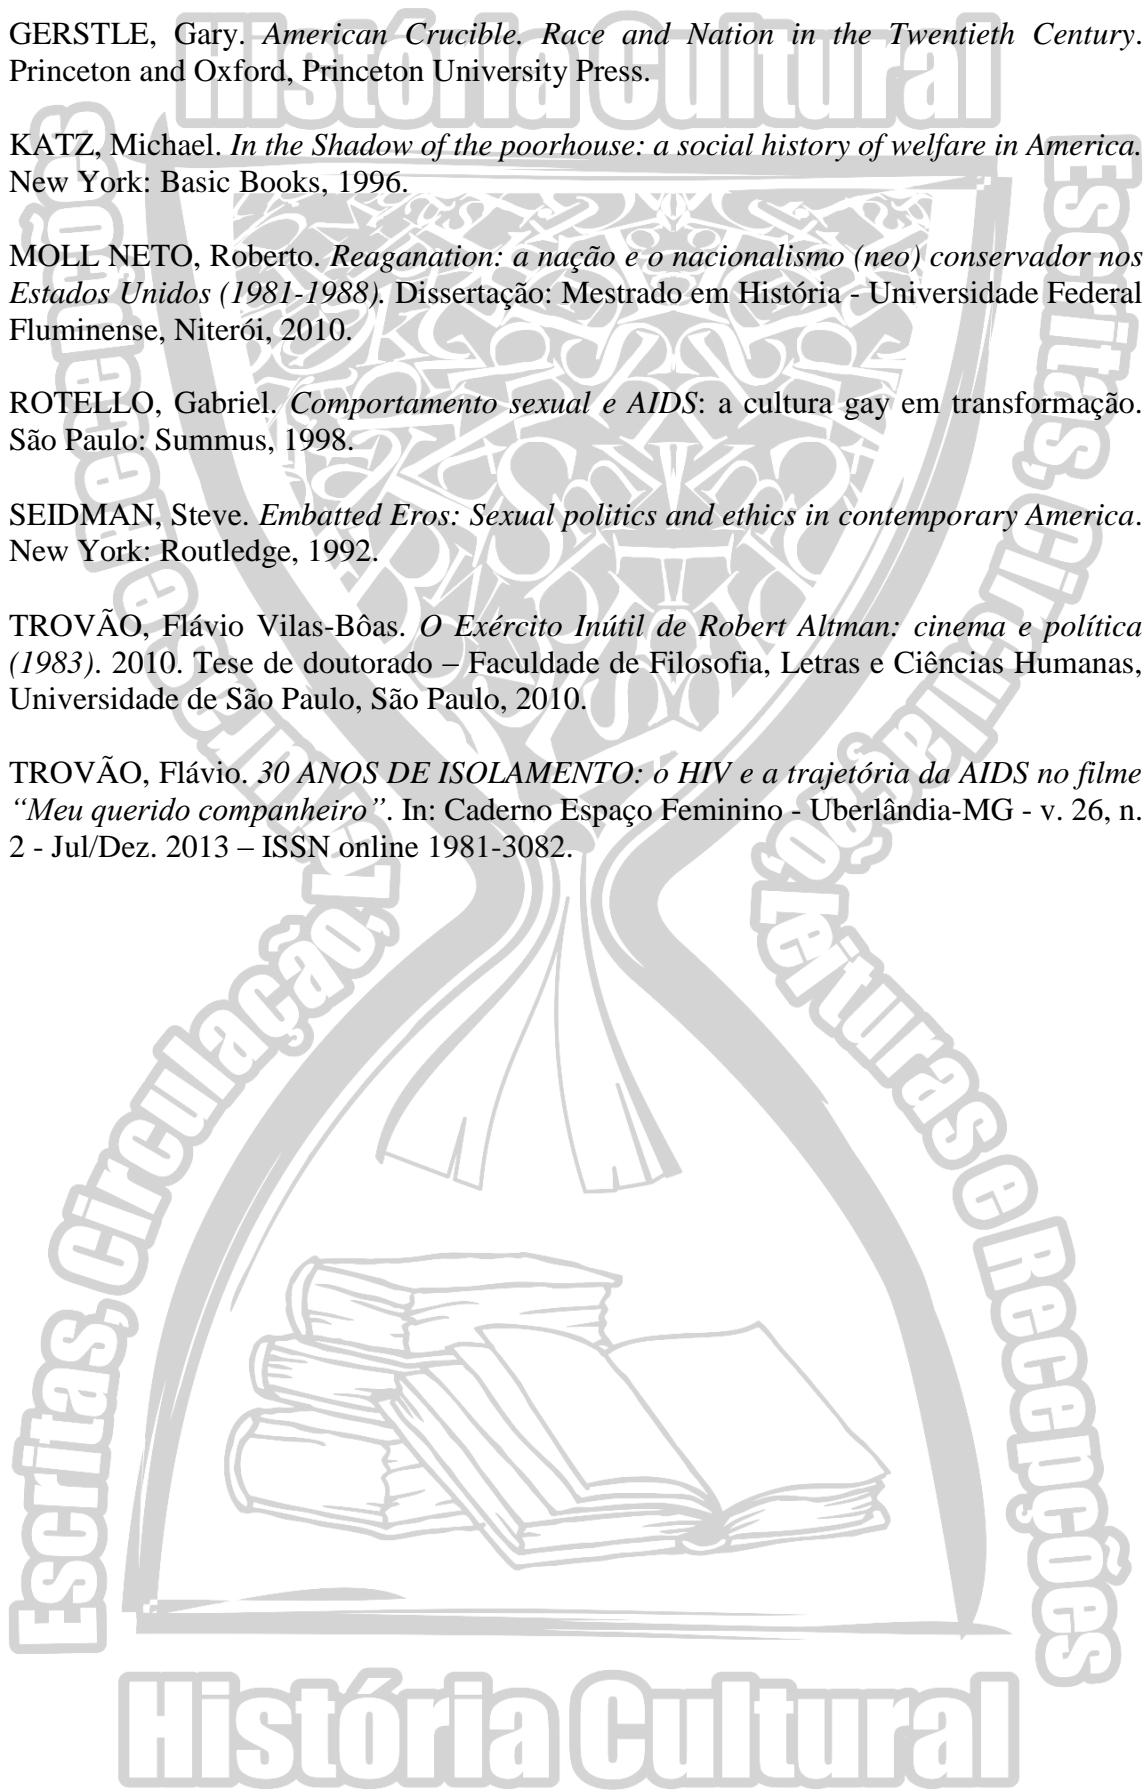 História Cultural
GERSTLE, Gary. American Crucible. Race and Nation in the Twentieth Century.
Princeton and Oxford, Princeton University Press.
KATZ, Michael. In the Shadow of the poorhouse: a social history of welfare in America.
New York: Basic Books, 1996.
MOLL NETO, Roberto. Reaganation: a nação e o nacionalismo (neo) conservador nos
Estados Unidos (1981-1988). Dissertação: Mestrado em História - Universidade Federal
Fluminense, Niterói, 2010.
ROTELLO, Gabriel. Comportamento sexual e AIDS: a cultura gay em transformação.
São Paulo: Summus, 1998.
SEIDMAN, Steve. Embatted Eros: Sexual politics and ethics in contemporary America.
New York: Routledge, 1992.
TROVÃO, Flávio Vilas-Bôas. O Exército Inútil de Robert Altman: cinema e política
(1983). 2010. Tese de doutorado – Faculdade de Filosofia, Letras e Ciências Humanas,
Universidade de São Paulo, São Paulo, 2010.
TROVÃO, Flávio. 30 ANOS DE ISOLAMENTO: o HIV e a trajetória da AIDS no filme
“Meu querido companheiro”. In: Caderno Espaço Feminino - Uberlândia-MG - v. 26, n.
2 - Jul/Dez. 2013 – ISSN online 1981-3082.
Escritas, Circulação, Leituras e Recepções
Escritas, Circulação, Leituras e Recepções
História Cultural